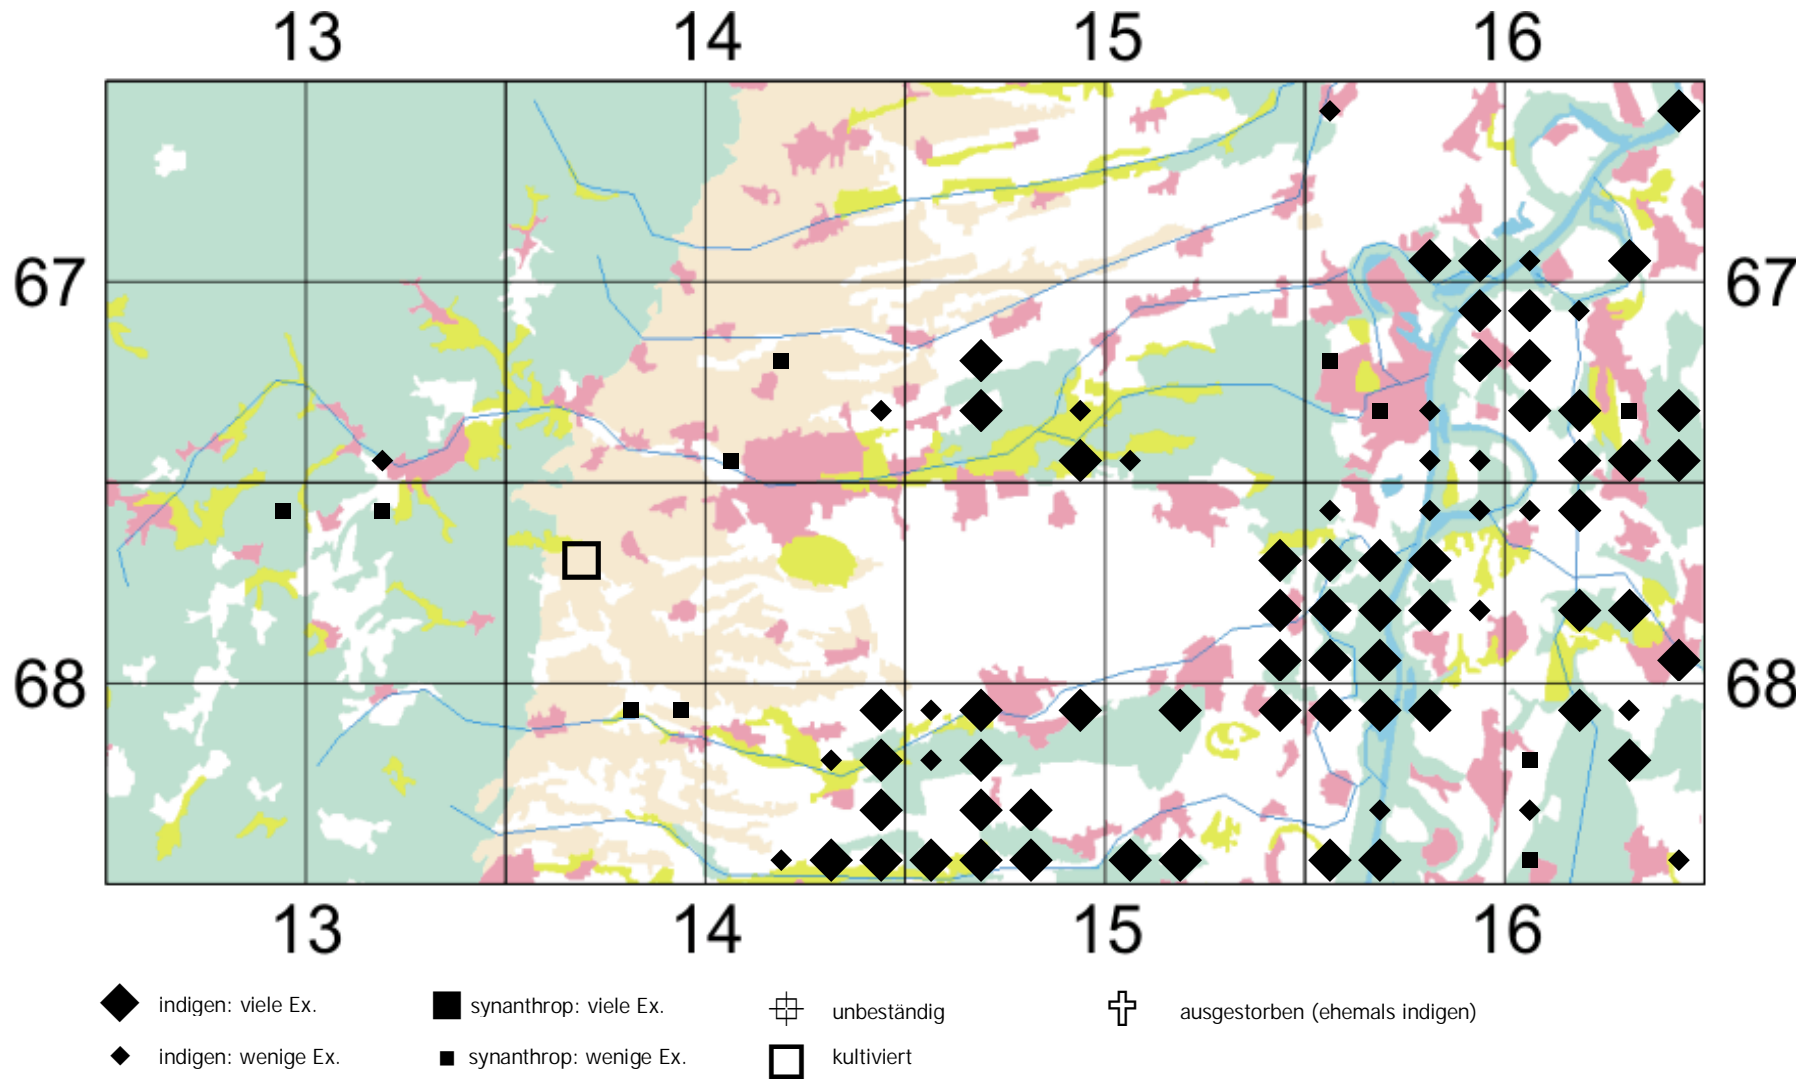 13 14 15 16
67 67
68 68
13 14 15 16
indigen: viele Ex. synanthrop: viele Ex. unbeständig ausgestorben (ehemals indigen)
indigen: wenige Ex. synanthrop: wenige Ex. kultiviert